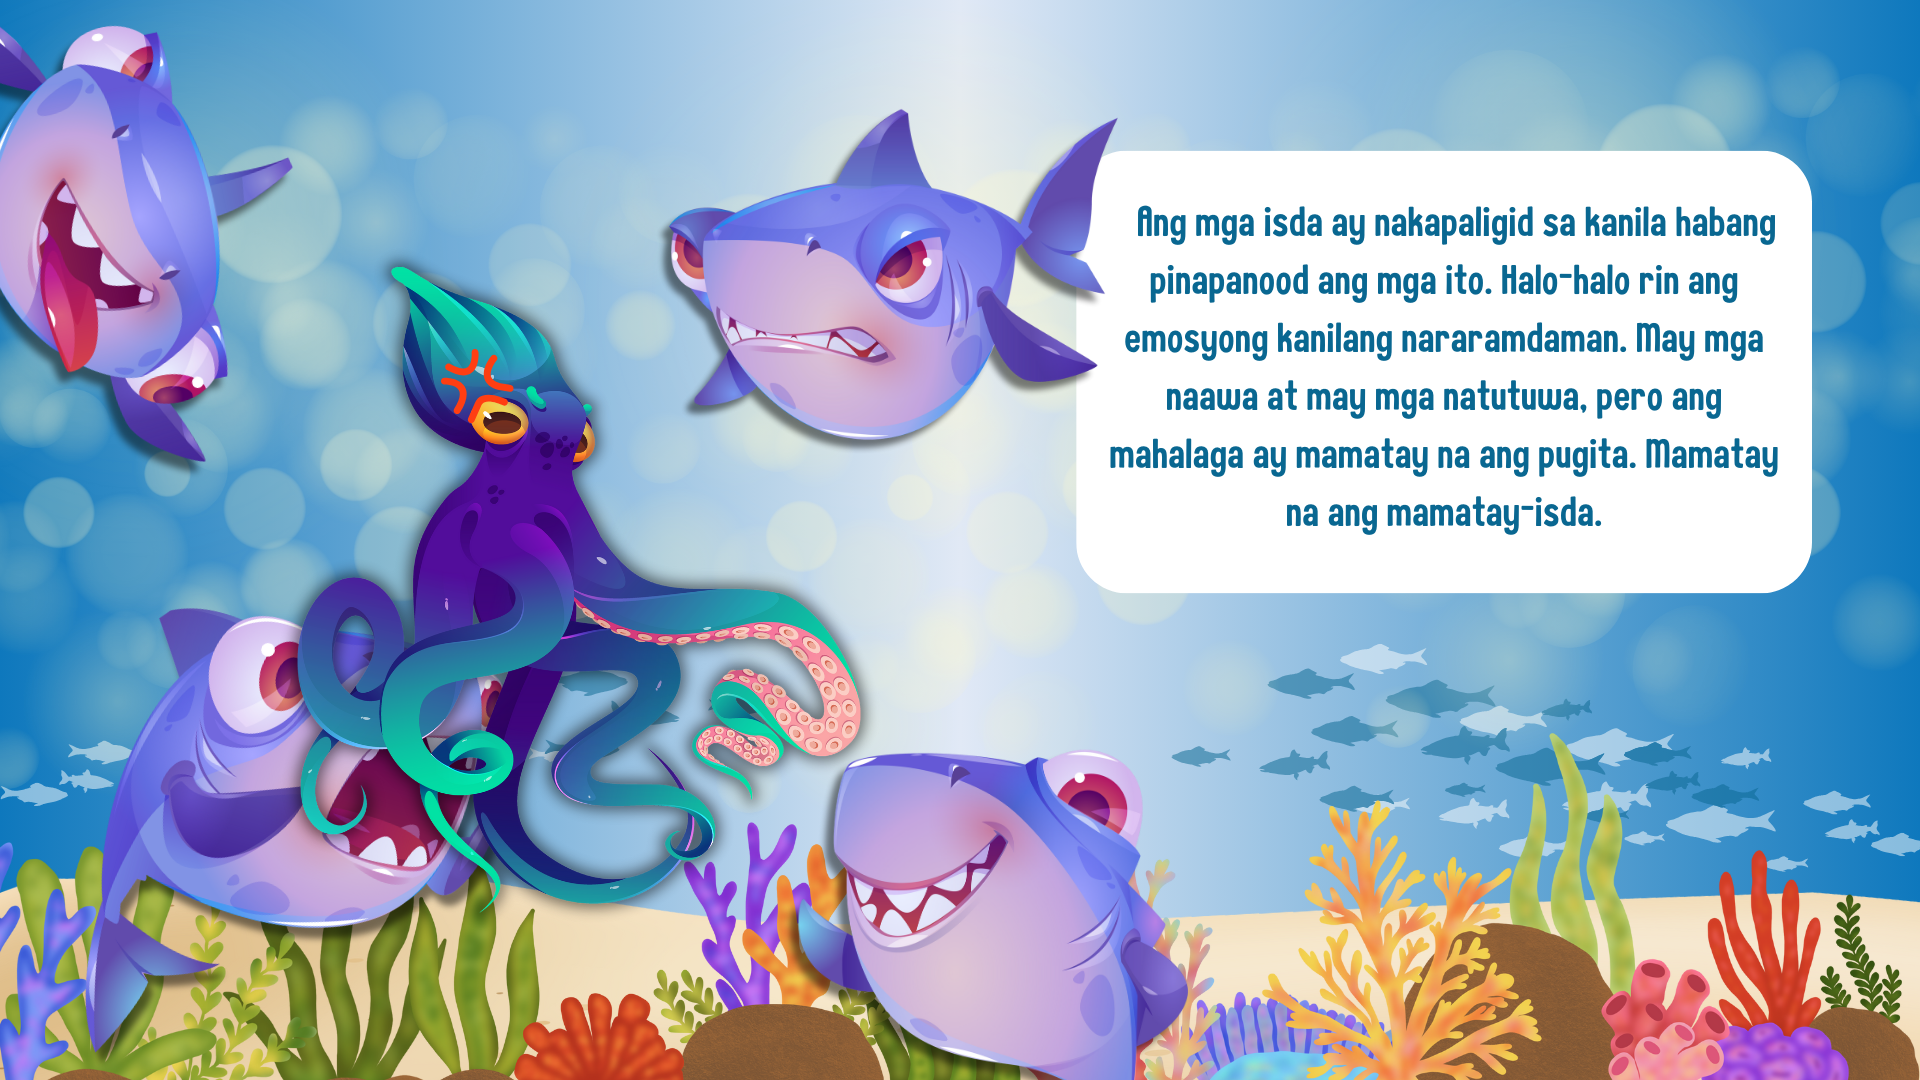 Ang mga isda ay nakapaligid sa kanila habang
pinapanood ang mga ito. Halo-halo rin ang
emosyong kanilang nararamdaman. May mga
naawa at may mga natutuwa, pero ang
mahalaga ay mamatay na ang pugita. Mamatay
na ang mamatay-isda.